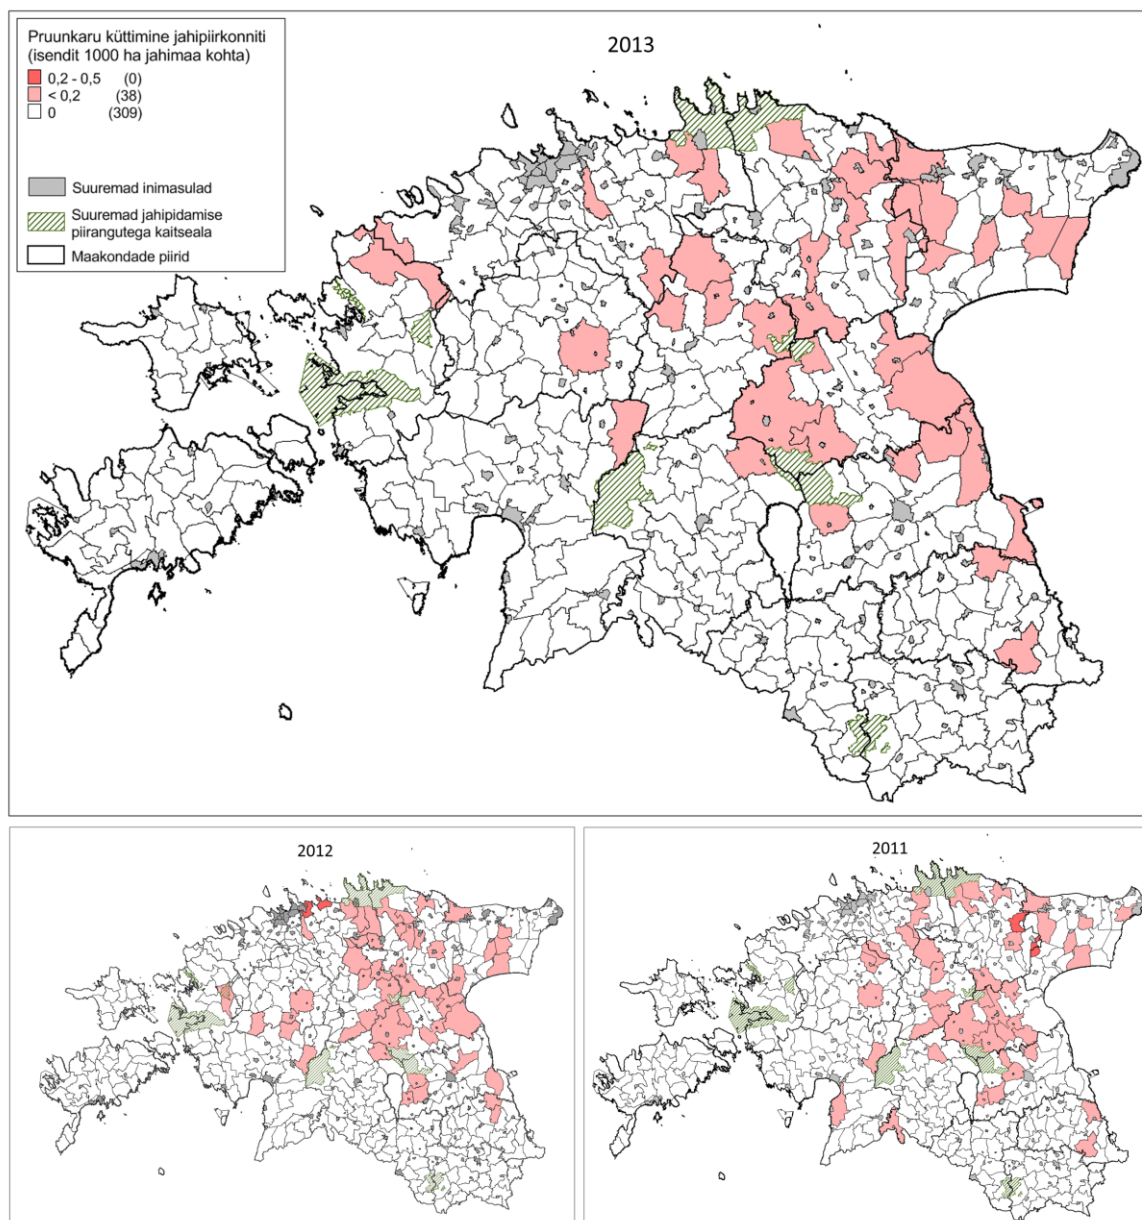 Pruunkaru küttimine jahipiirkonniti
(isendit 1000 ha jahimaa kohta)
0,2 - 0,5 (0)
< 0,2 (38)
0 (309)
Suuremad inimasulad
Suuremad jahipidamise
piirangutega kaitseala
Maakondade piirid
2013
2012
2011